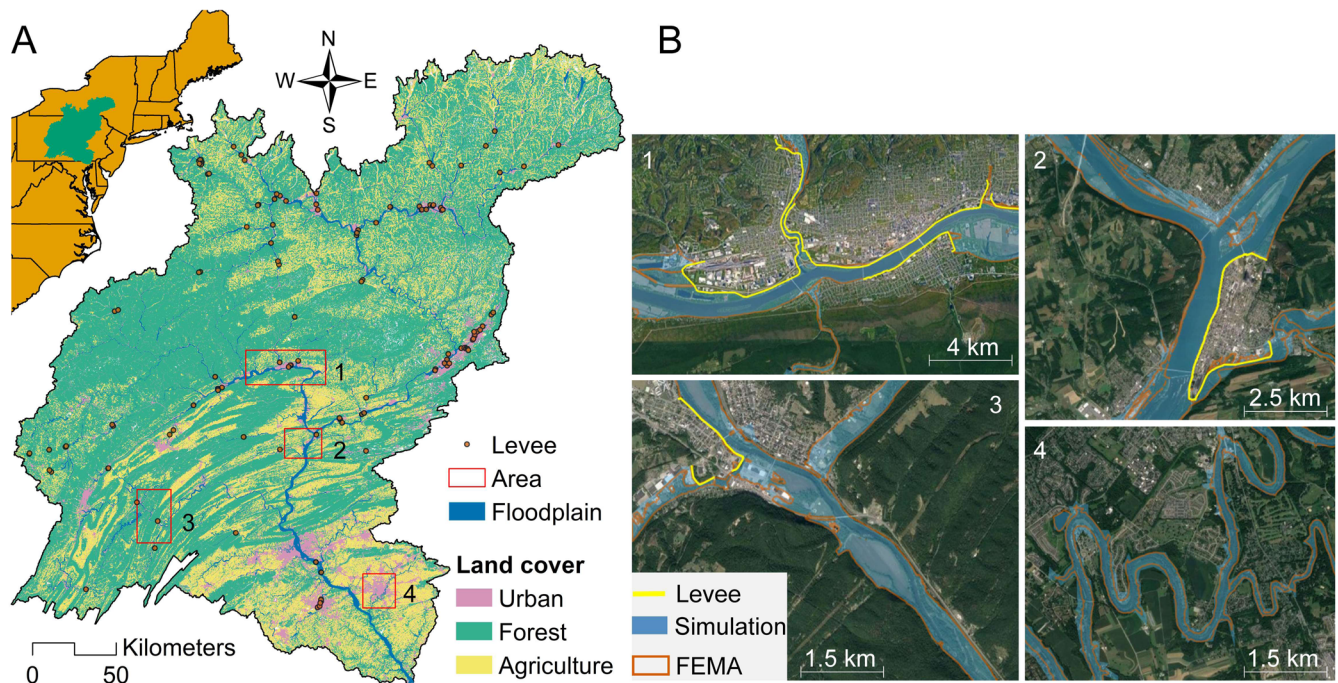 A
N
W E
S
1
2
3
4
Levee
Area
Floodplain
Land cover
Urban
Forest
Agriculture
Kilometers
0 50
B
1
4 km
2
2.5 km
3
1.5 km
Levee
Simulation
FEMA
4
1.5 km